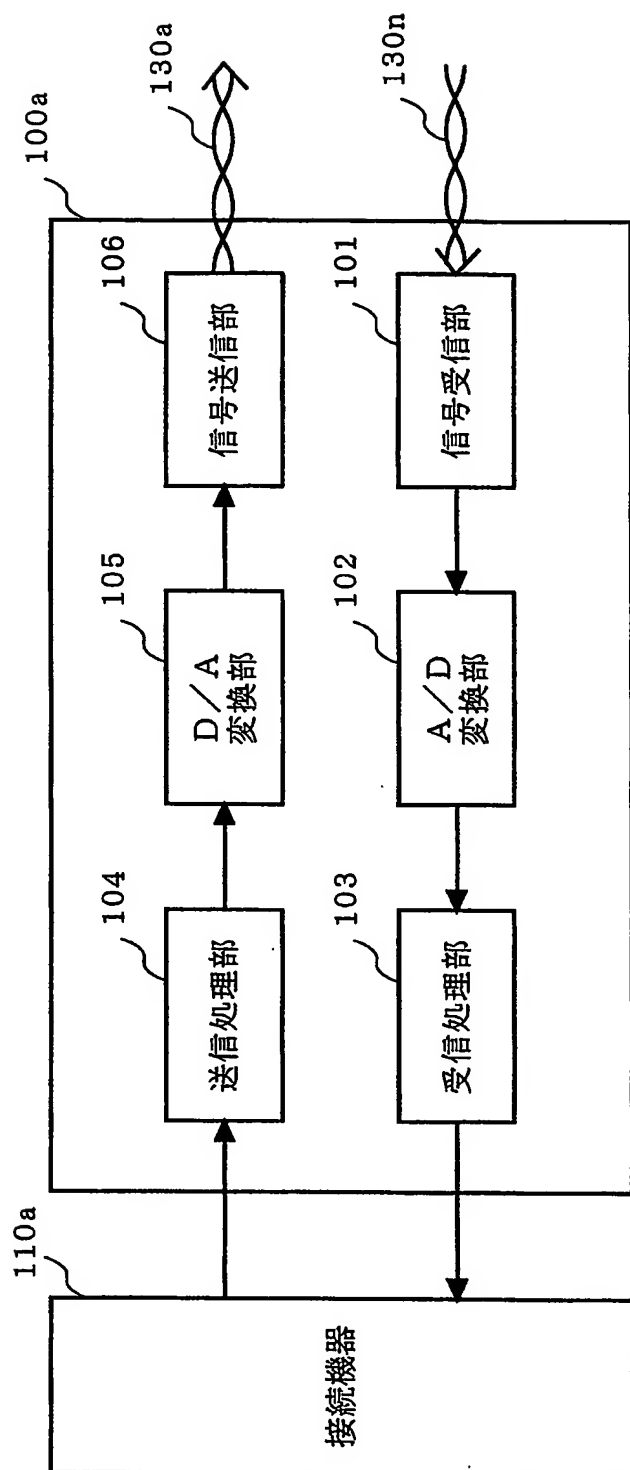 110a
接続機器
100a
104
送信処理部
105
D／A
変換部
106
信号送信部
130a
103
受信処理部
102
A／D
変換部
101
信号受信部
130n